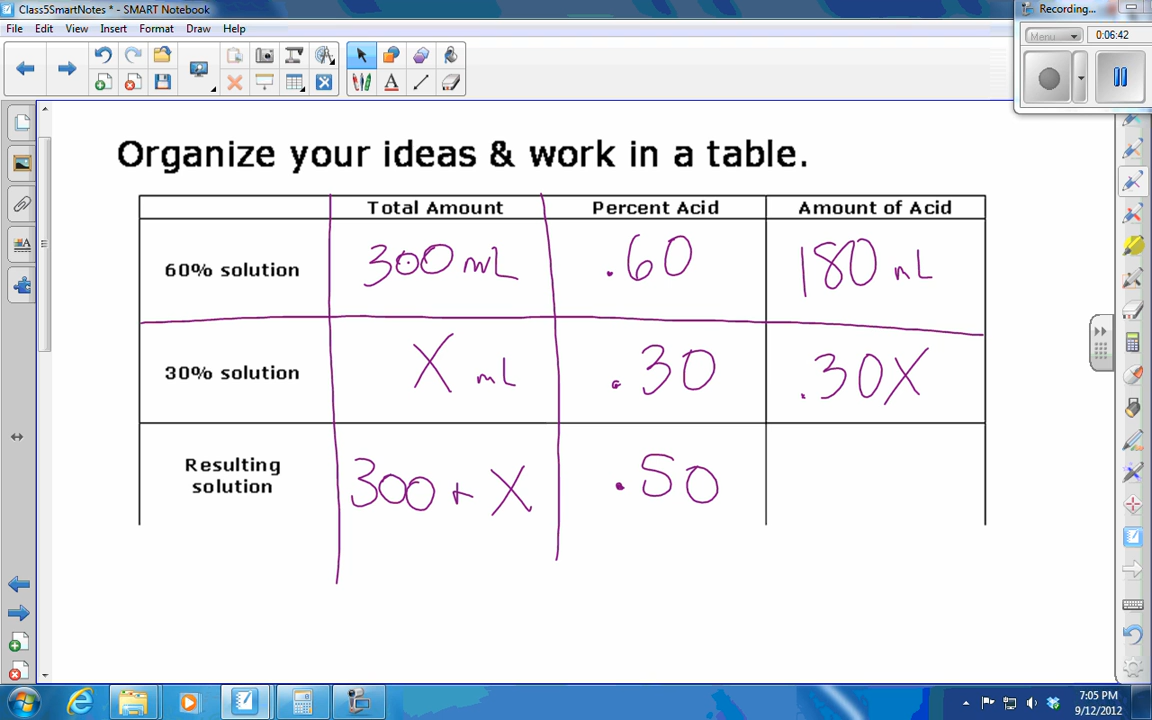 Class5SmartNotes * - SMART Notebook
Recording...
File Edit View Insert Format Draw Help
Menu 0:06:42
Organize your ideas & work in a table.
Total Amount Percent Acid Amount of Acid
60% solution 300 mL .60 180 mL
30% solution X mL .30 .30X
Resulting
solution 300 + X .50
7:05 PM
9/12/2012